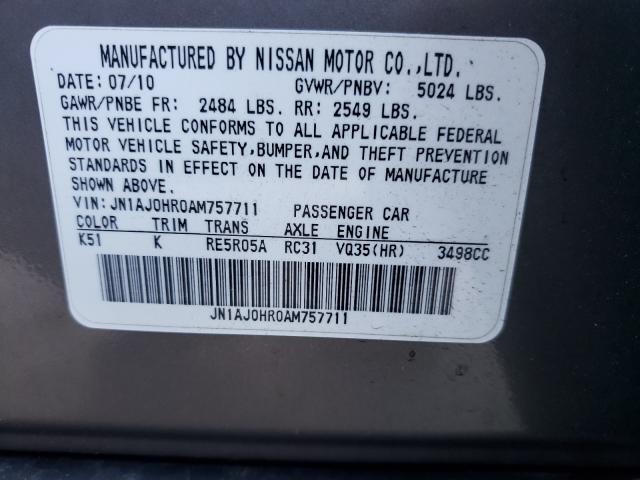 MANUFACTURED BY NISSAN MOTOR CO.,LTD.
DATE: 07/10 GVWR/PNBV: 5024 LBS.
GAWR/PNBE FR: 2484 LBS. RR: 2549 LBS.
THIS VEHICLE CONFORMS TO ALL APPLICABLE FEDERAL
MOTOR VEHICLE SAFETY,BUMPER,AND THEFT PREVENTION
STANDARDS IN EFFECT ON THE DATE OF MANUFACTURE
SHOWN ABOVE.
VIN: JN1AJ0HR0AM757711 PASSENGER CAR
COLOR TRIM TRANS AXLE ENGINE
K51 K RE5R05A RC31 VQ35(HR) 3498CC
JN1AJ0HR0AM757711